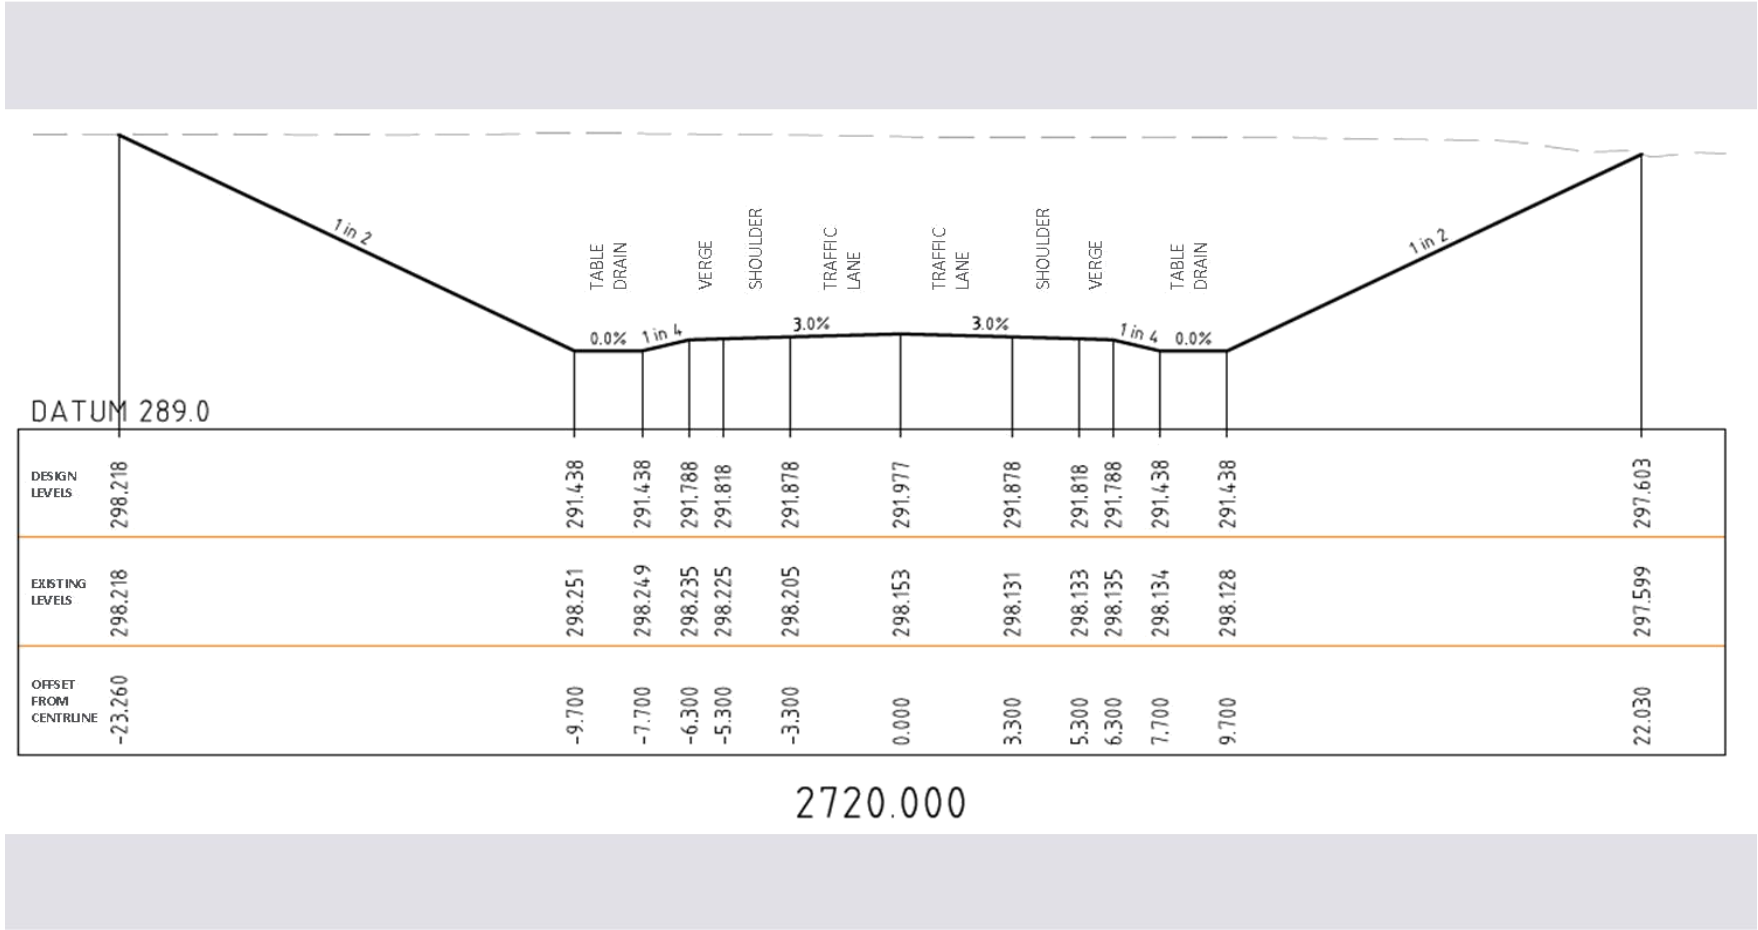 1 in 2
TABLE
DRAIN
VERGE
SHOULDER
TRAFFIC
LANE
TRAFFIC
LANE
SHOULDER
VERGE
TABLE
DRAIN
1 in 2
0.0%
1 in 4
3.0%
3.0%
1 in 4
0.0%
DATUM 289.0
DESIGN
LEVELS
298.218
291.438
291.438
291.788
291.818
291.878
291.977
291.878
291.818
291.788
291.438
291.438
297.603
EXISTING
LEVELS
298.218
298.251
298.249
298.235
298.225
298.205
298.153
298.131
298.133
298.135
298.134
298.128
297.599
OFFSET
FROM
CENTRLINE
-23.260
-9.700
-7.700
-6.300
-5.300
-3.300
0.000
3.300
5.300
6.300
7.700
9.700
22.030
2720.000